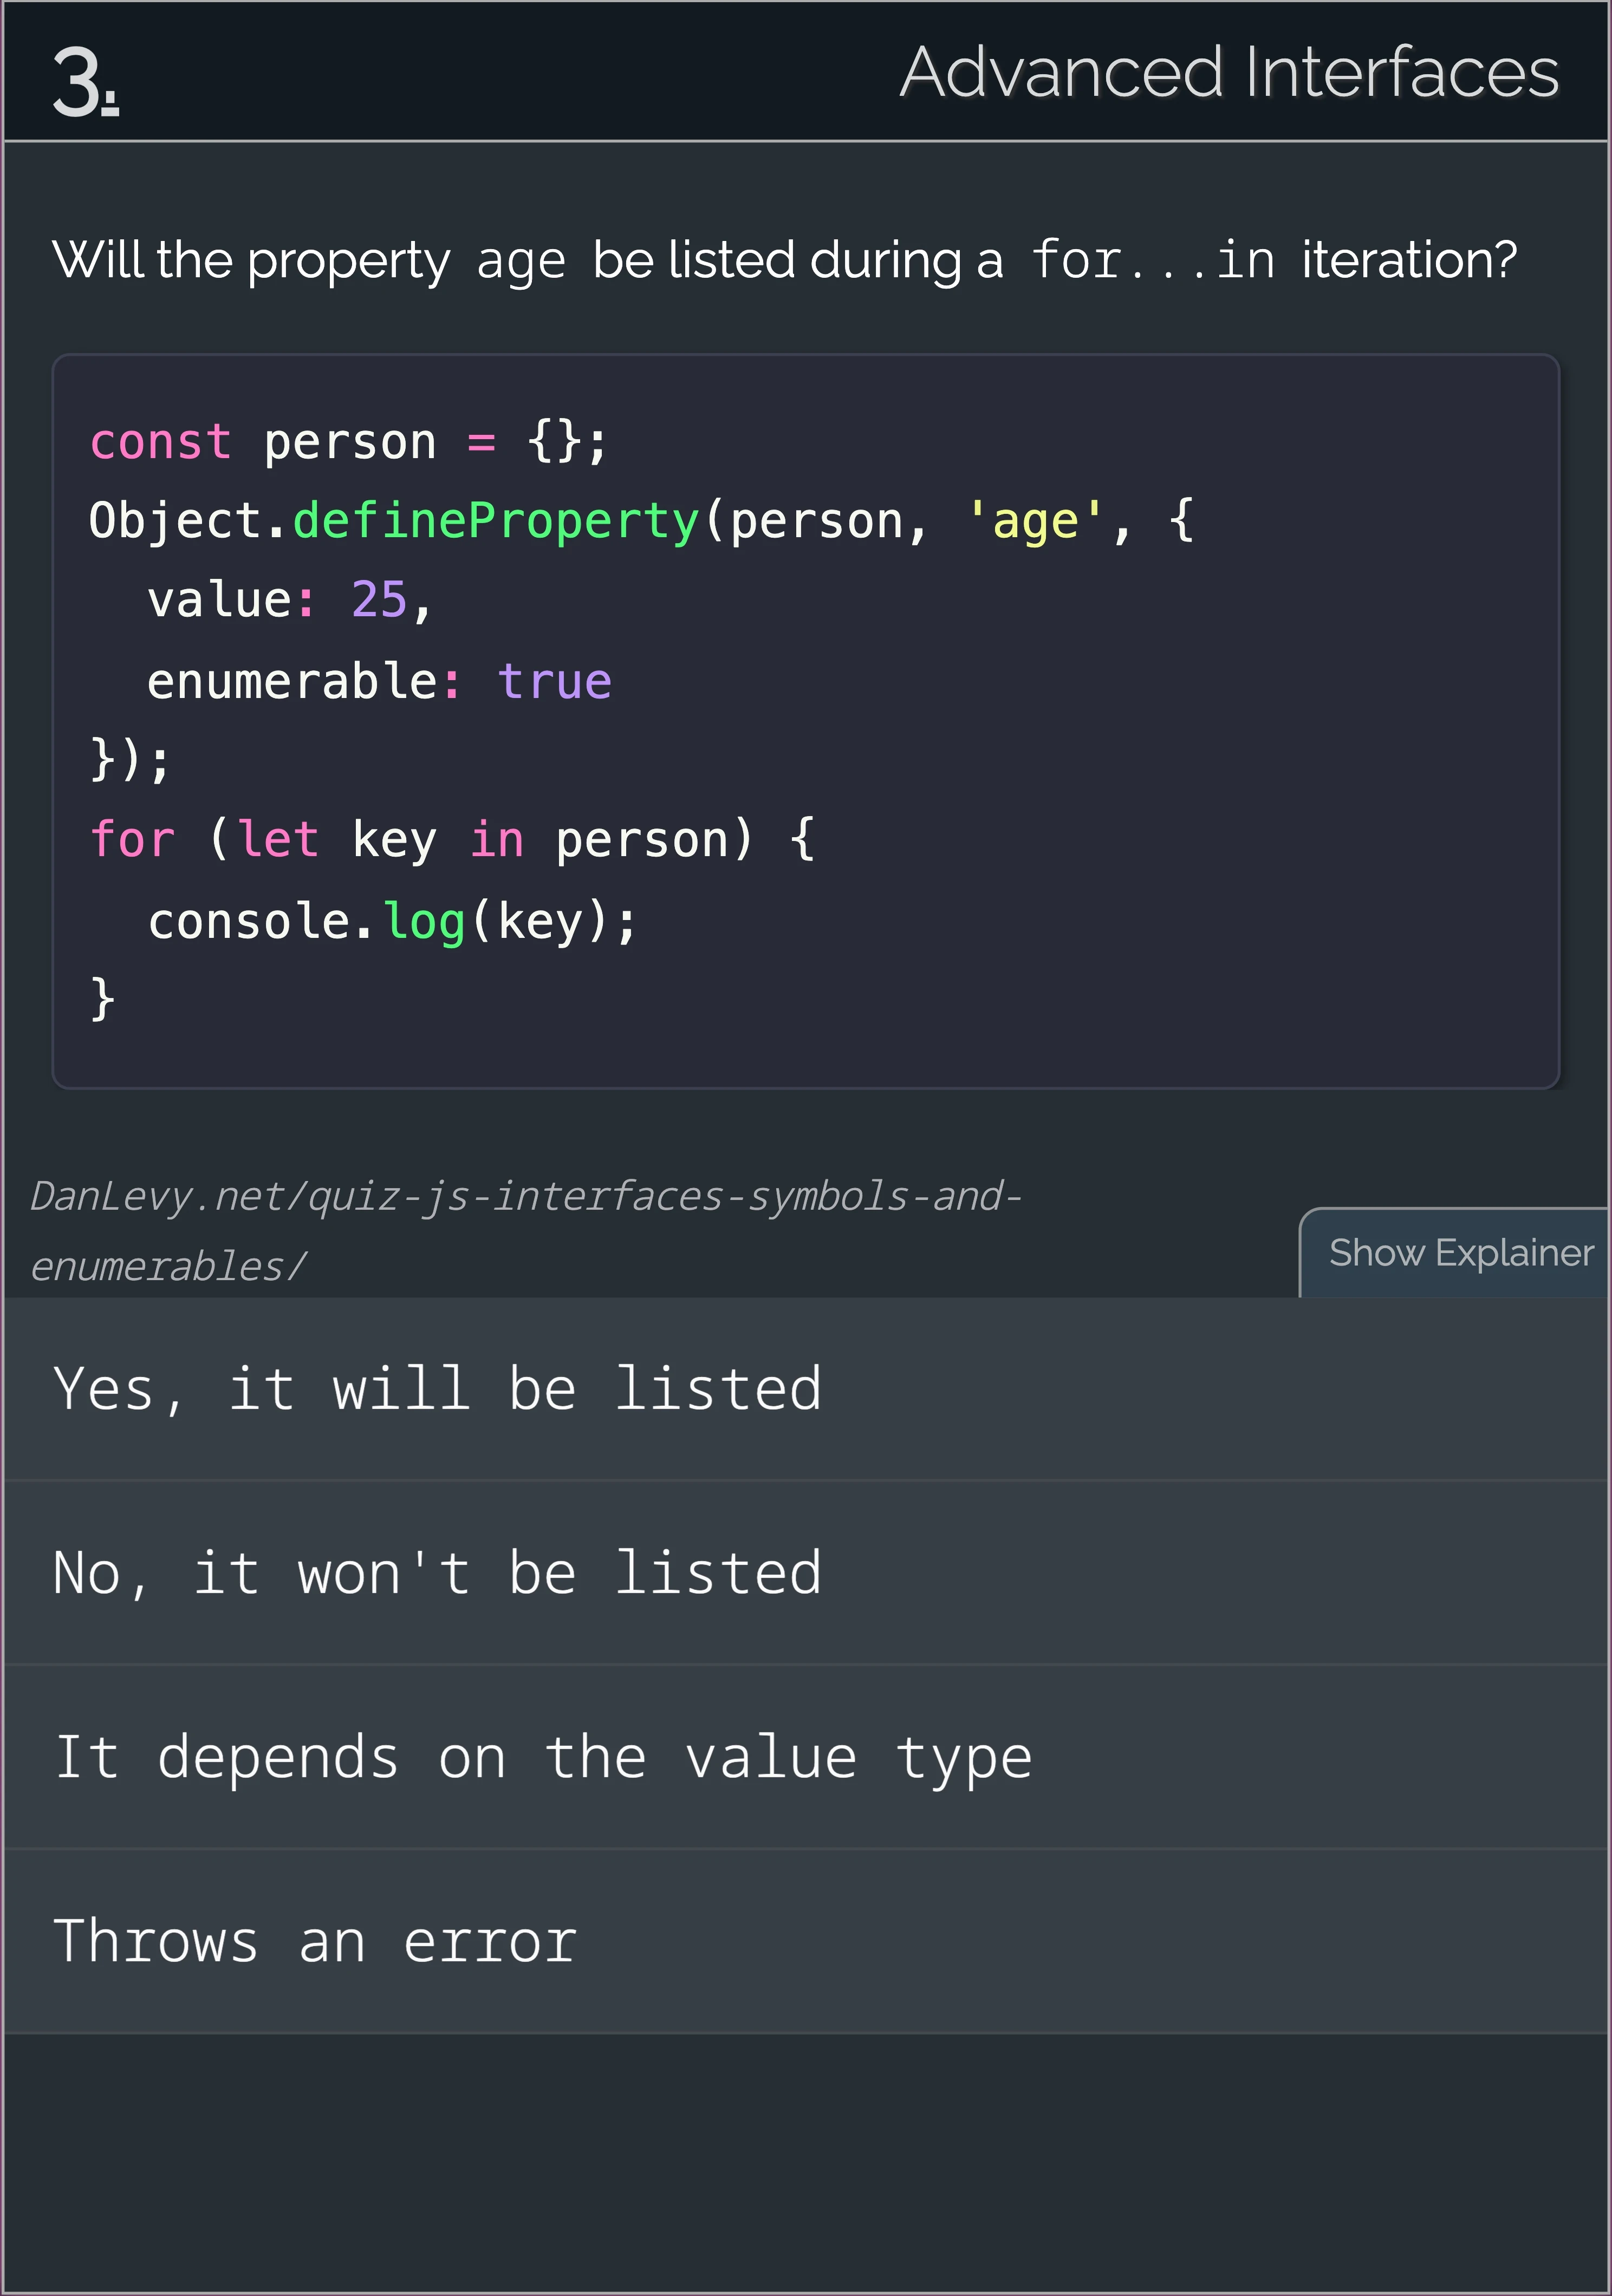 3.
Advanced Interfaces
Will the property age be listed during a for...in iteration?
const person = {};
Object.defineProperty(person, 'age', {
  value: 25,
  enumerable: true
});
for (let key in person) {
  console.log(key);
}
DanLevy.net/quiz-js-interfaces-symbols-and-
enumerables/
Show Explainer
Yes, it will be listed
No, it won't be listed
It depends on the value type
Throws an error